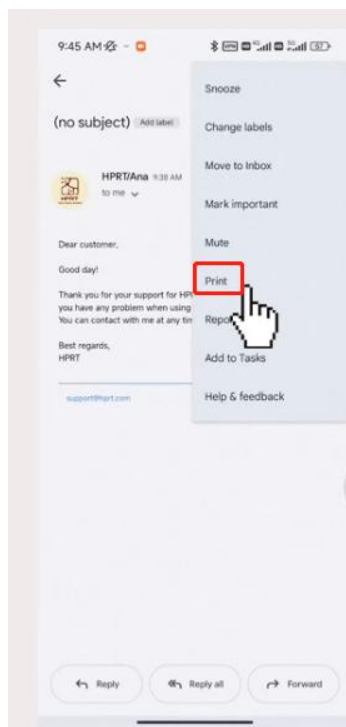 9:45 AM
Snooze
(no subject) Add label
Change labels
Move to Inbox
HPRT/Ana 9:38 AM
to me
Mark important
Dear customer,
Mute
Good day!
Print
Thank you for your support for HP
you have any problem when using
You can contact with me at any tim
Repo
Best regards,
HPRT
Add to Tasks
support@hprt.com
Help & feedback
Reply
Reply all
Forward